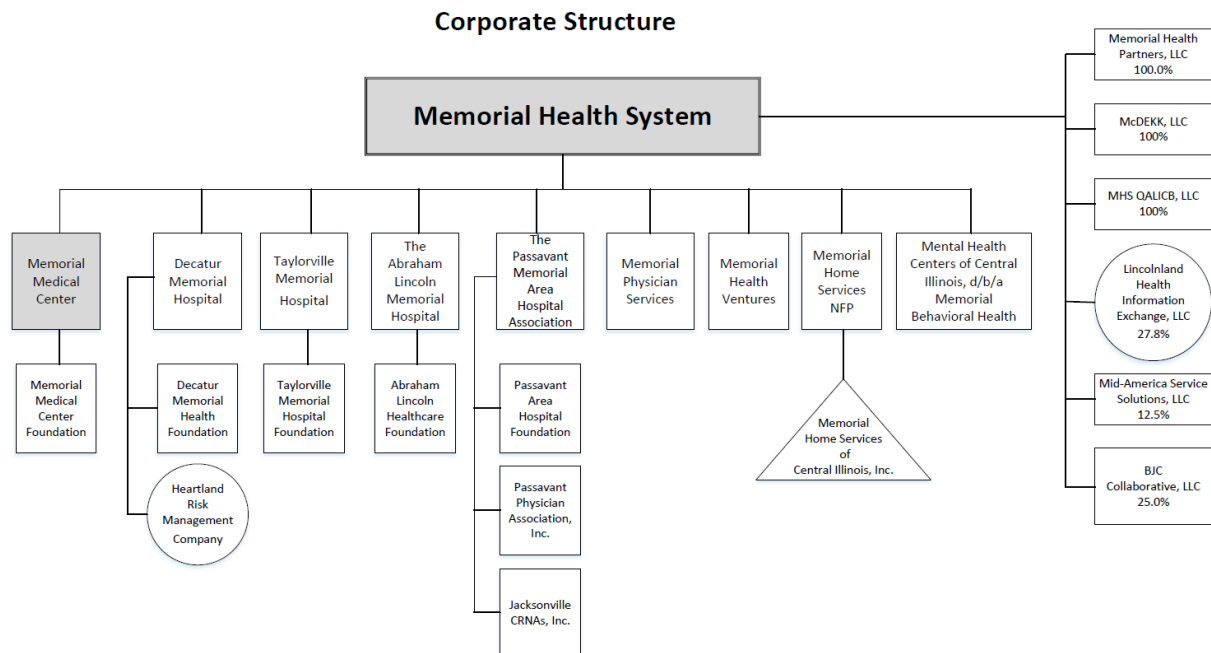 Corporate Structure
Memorial Health System
Memorial Health
Partners, LLC
100.0%
McDEKK, LLC
100%
MHS QALICB, LLC
100%
Lincolnland
Health
Information
Exchange, LLC
27.8%
Mid-America Service
Solutions, LLC
12.5%
BJC
Collaborative, LLC
25.0%
Memorial
Medical
Center
Decatur
Memorial
Hospital
Taylorville
Memorial
Hospital
The
Abraham
Lincoln
Memorial
Hospital
The
Passavant
Memorial
Area
Hospital
Association
Memorial
Physician
Services
Memorial
Health
Ventures
Memorial
Home
Services
NFP
Mental Health
Centers of Central
Illinois, d/b/a
Memorial
Behavioral Health
Memorial
Medical
Center
Foundation
Decatur
Memorial
Health
Foundation
Taylorville
Memorial
Hospital
Foundation
Abraham
Lincoln
Healthcare
Foundation
Passavant
Area
Hospital
Foundation
Memorial
Home Services
of
Central Illinois, Inc.
Heartland
Risk
Management
Company
Passavant
Physician
Association,
Inc.
Jacksonville
CRNAs, Inc.